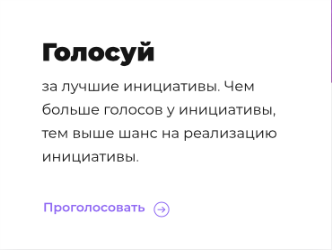 Голосуй
за лучшие инициативы. Чем
больше голосов у инициативы,
тем выше шанс на реализацию
инициативы.
Проголосовать